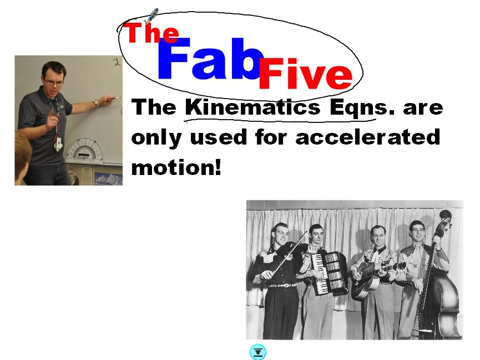 The
Fab
Five
The Kinematics Eqns. are
only used for accelerated
motion!